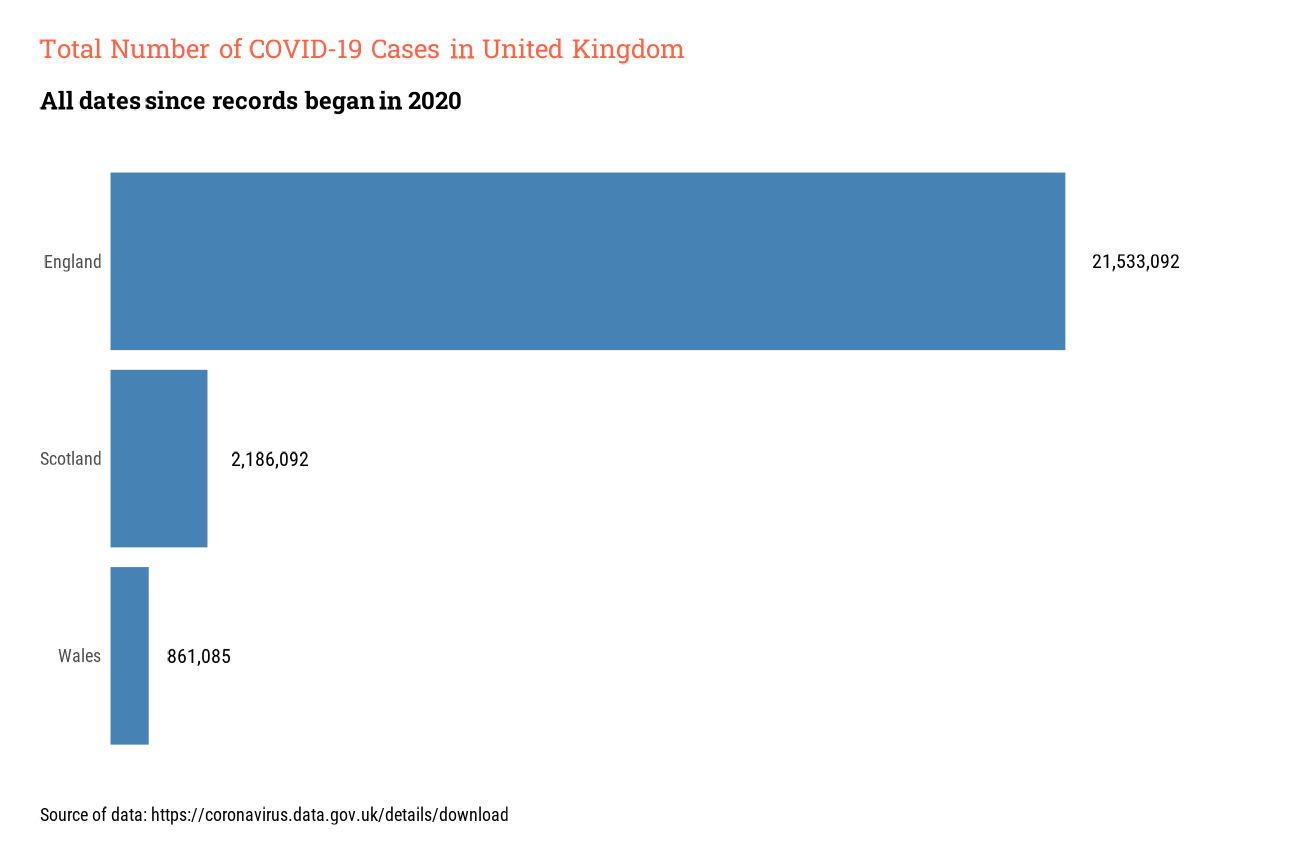 Total Number of COVID-19 Cases in United Kingdom
All dates since records began in 2020
England
21,533,092
Scotland
2,186,092
Wales
861,085
Source of data: https://coronavirus.data.gov.uk/details/download